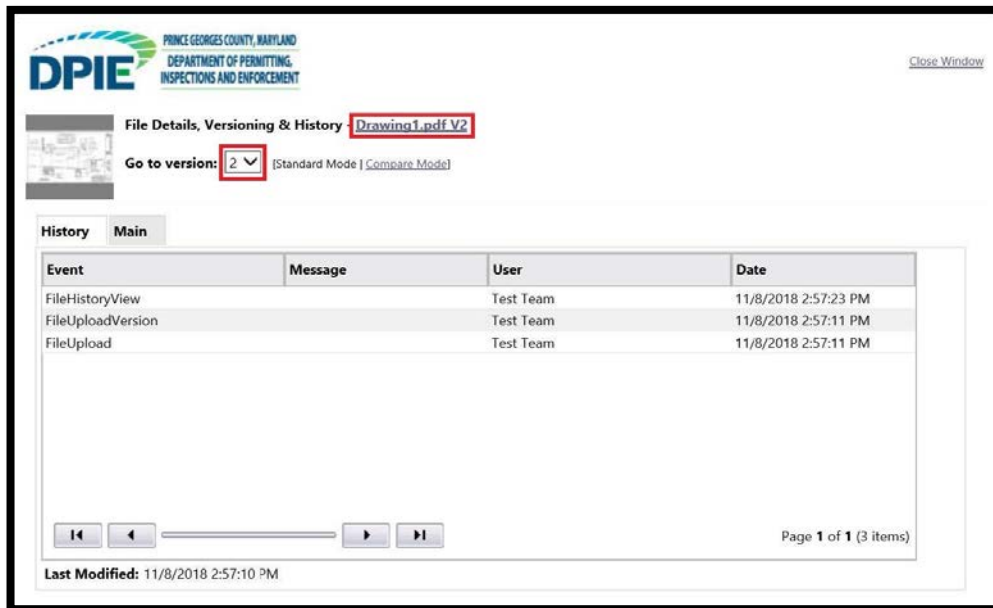 PRINCE GEORGES COUNTY, MARYLAND
DPIE DEPARTMENT OF PERMITTING,
INSPECTIONS AND ENFORCEMENT
Close Window
File Details, Versioning & History - Drawing1.pdf V2
Go to version: 2 [Standard Mode | Compare Mode]
History Main
Event Message User Date
FileHistoryView Test Team 11/8/2018 2:57:23 PM
FileUploadVersion Test Team 11/8/2018 2:57:11 PM
FileUpload Test Team 11/8/2018 2:57:11 PM
Page 1 of 1 (3 items)
Last Modified: 11/8/2018 2:57:10 PM